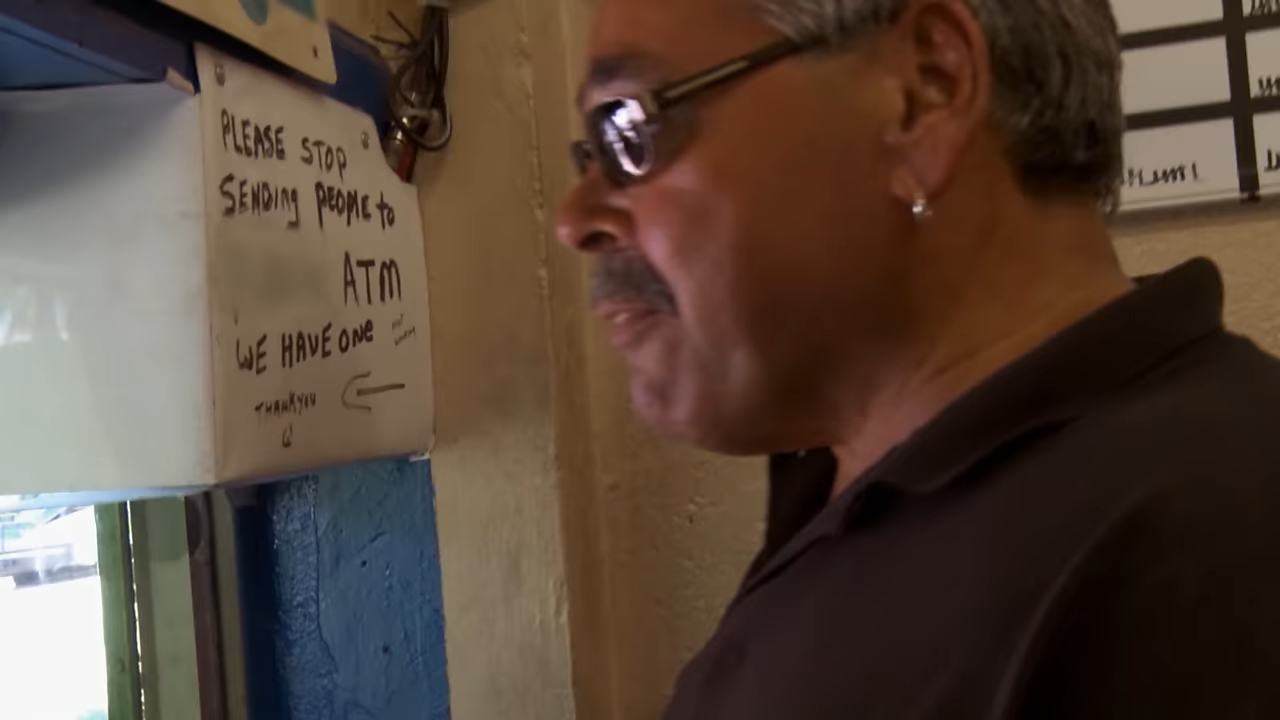 PLEASE STOP
SENDINg PEOPLE to
ATM
WE HAVE ONE
THANKYOU